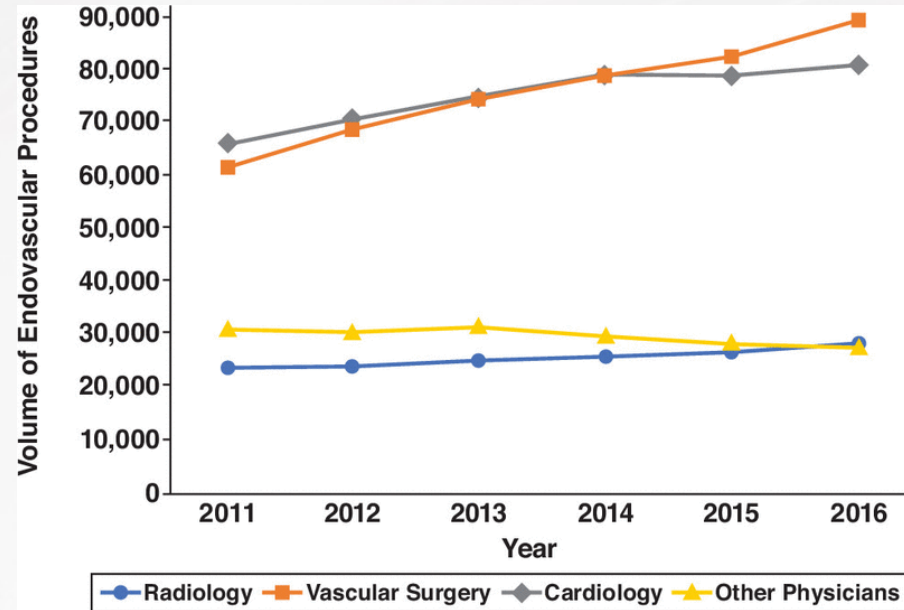 Volume of Endovascular Procedures
90,000
80,000
70,000
60,000
50,000
40,000
30,000
20,000
10,000
0
2011 2012 2013 2014 2015 2016
Year
Radiology Vascular Surgery Cardiology Other Physicians